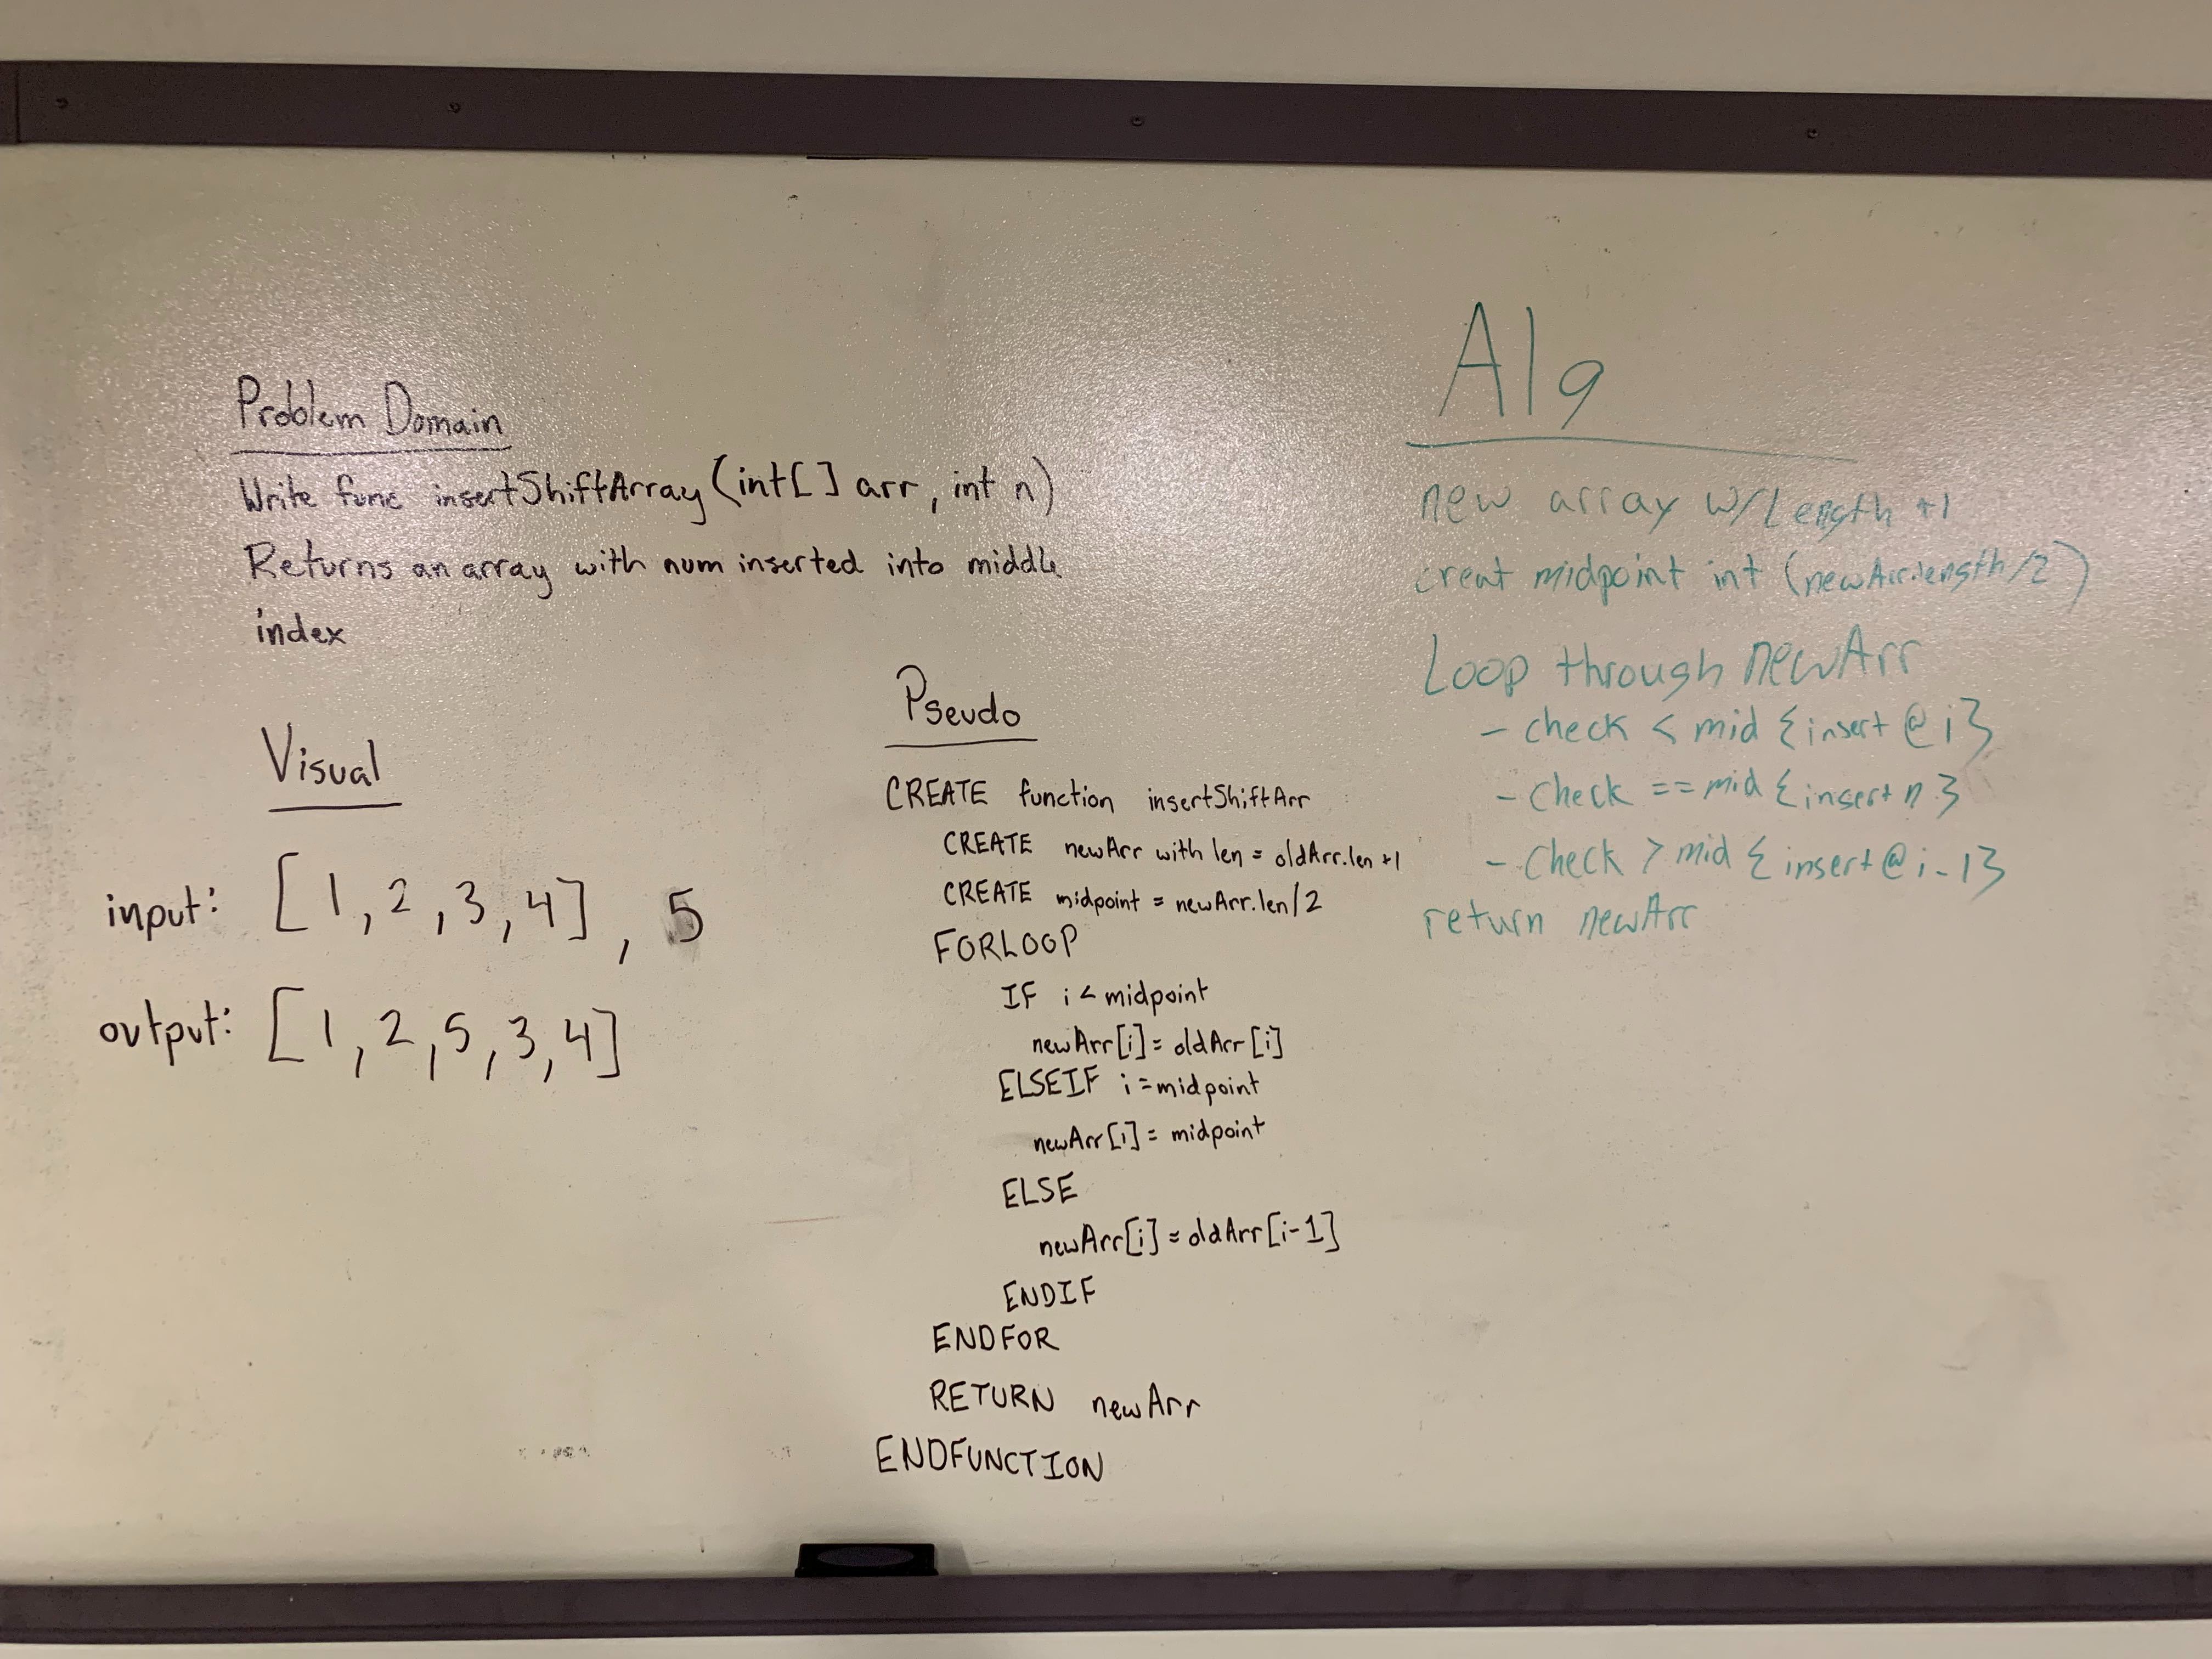 Problem Domain
Write func insertShiftArray (int[] arr, int n)
Returns an array with num inserted into middle
index
Visual
input: [1, 2, 3, 4], 5
output: [1, 2, 5, 3, 4]
Pseudo
CREATE function insertShiftArr
CREATE newArr with len = oldArr.len +1
CREATE midpoint = newArr.len/2
FORLOOP
IF i < midpoint
newArr[i] = oldArr[i]
ELSEIF i = midpoint
newArr[i] = midpoint
ELSE
newArr[i] = oldArr[i-1]
ENDIF
ENDFOR
RETURN newArr
ENDFUNCTION
Alg
new array w/Length +1
creat midpoint int (newArr.length/2)
Loop through newArr
- check < mid {insert @ i}
- Check == mid {insert n}
- Check > mid {insert @ i-1}
return newArr